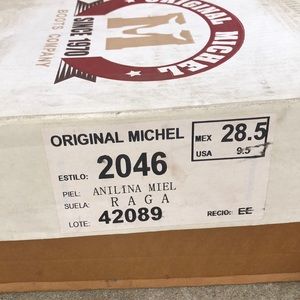 ORIGINAL MICHEL
M
SINCE 1970
BOOTS COMPANY
ORIGINAL MICHEL
MEX 28.5
USA 9.5
ESTILO: 2046
PIEL: ANILINA MIEL
SUELA: RAGA
LOTE: 42089
RECIO: EE